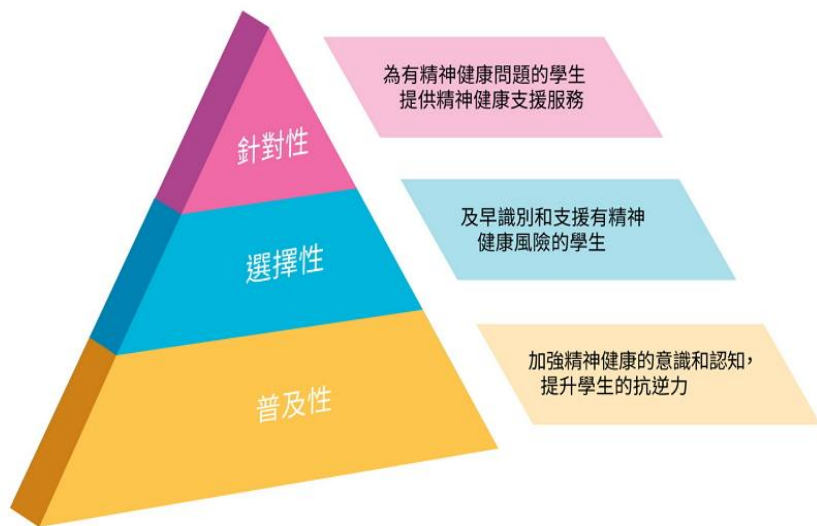 針對性
為有精神健康問題的學生
提供精神健康支援服務
選擇性
及早識別和支援有精神
健康風險的學生
普及性
加強精神健康的意識和認知，
提升學生的抗逆力